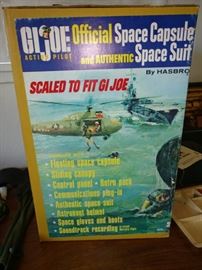 GI JOE Official Space Capsule
ACTION PILOT and AUTHENTIC Space Suit
By HASBRO
SCALED TO FIT GI JOE
• Floating space capsule
• Sliding canopy
• Control panel • Retro pack
• Communications plug-in
• Authentic space suit
• Astronaut helmet
• Space gloves and boots
• Soundtrack recording